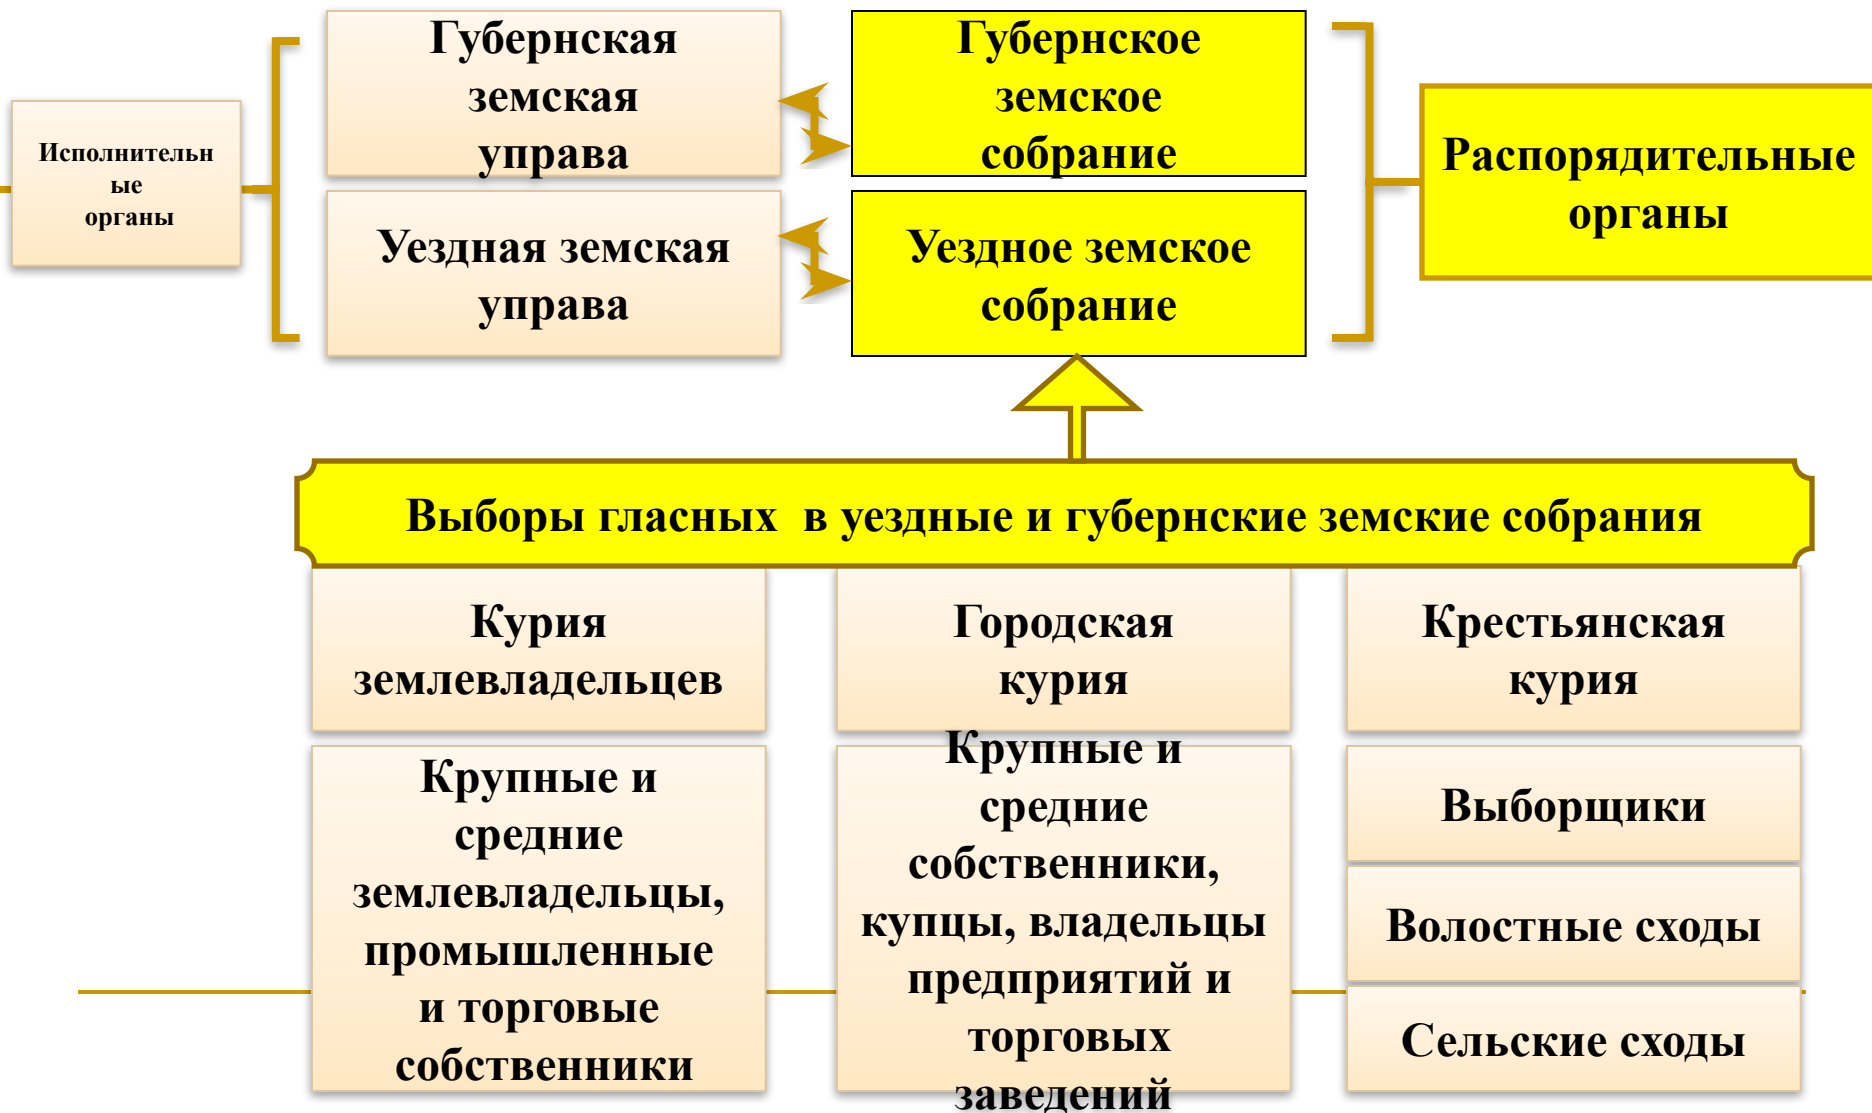 Губернская
земская
управа
Губернское
земское
собрание
Исполнительн
ые
органы
Распорядительные
органы
Уездная земская
управа
Уездное земское
собрание
Выборы гласных в уездные и губернские земские собрания
Курия
землевладельцев
Городская
курия
Крестьянская
курия
Крупные и
средние
землевладельцы,
промышленные
и торговые
собственники
Крупные и
средние
собственники,
купцы, владельцы
предприятий и
торговых
заведений
Выборщики
Волостные сходы
Сельские сходы